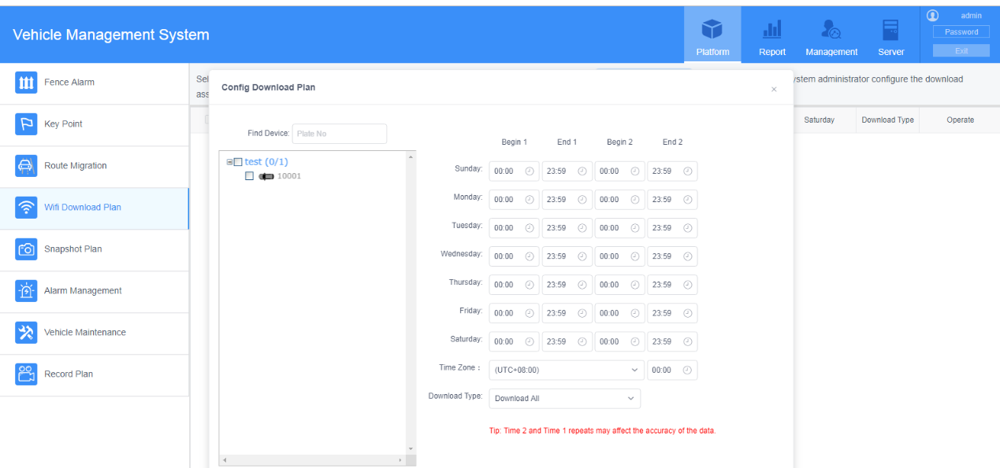 Vehicle Management System
Platform
Report
Management
Server
admin
Password
Exit
Fence Alarm
Key Point
Route Migration
Wifi Download Plan
Snapshot Plan
Alarm Management
Vehicle Maintenance
Record Plan
Sel
ass
ystem administrator configure the download
Saturday Download Type Operate
Config Download Plan ×
Find Device: Plate No
test (0/1)
10001
Begin 1 End 1 Begin 2 End 2
Sunday: 00:00 23:59 00:00 23:59
Monday: 00:00 23:59 00:00 23:59
Tuesday: 00:00 23:59 00:00 23:59
Wednesday: 00:00 23:59 00:00 23:59
Thursday: 00:00 23:59 00:00 23:59
Friday: 00:00 23:59 00:00 23:59
Saturday: 00:00 23:59 00:00 23:59
Time Zone： (UTC+08:00) 00:00
Download Type: Download All
Tip: Time 2 and Time 1 repeats may affect the accuracy of the data.